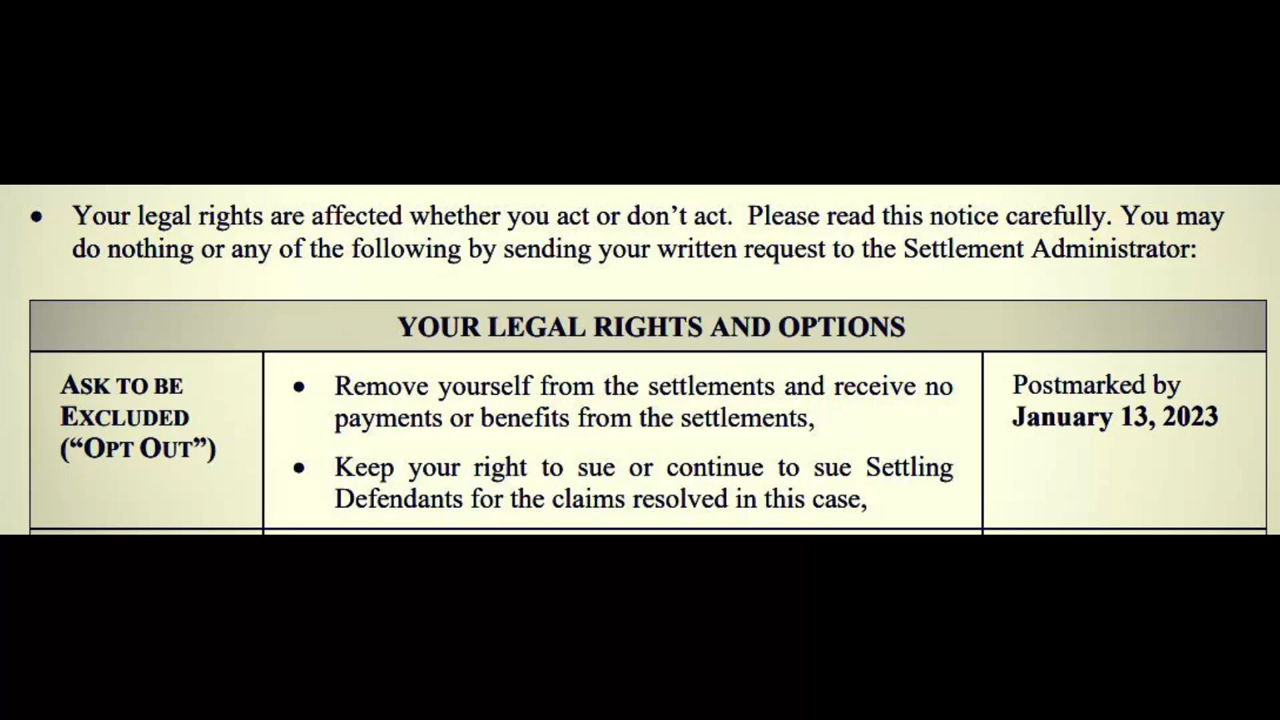 • Your legal rights are affected whether you act or don’t act.  Please read this notice carefully. You may
do nothing or any of the following by sending your written request to the Settlement Administrator:
YOUR LEGAL RIGHTS AND OPTIONS
ASK TO BE
EXCLUDED
(“OPT OUT”)
• Remove yourself from the settlements and receive no
payments or benefits from the settlements,
• Keep your right to sue or continue to sue Settling
Defendants for the claims resolved in this case,
Postmarked by
January 13, 2023